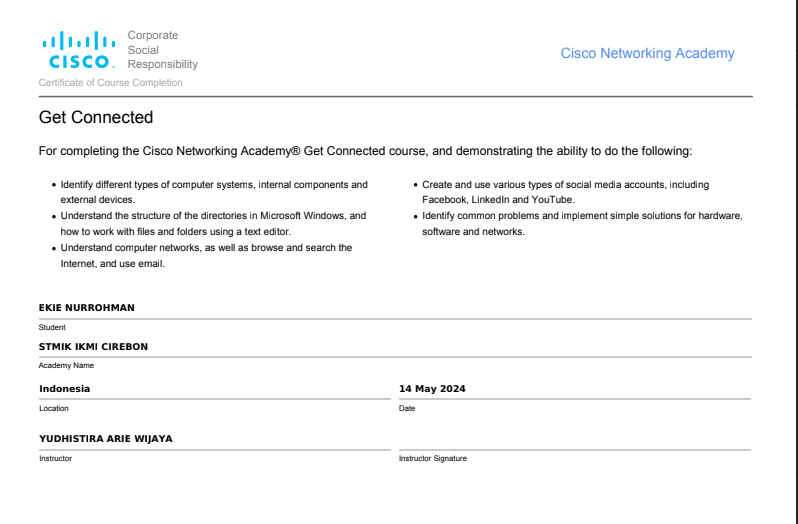 Corporate
Social
Responsibility
CISCO
Cisco Networking Academy
Certificate of Course Completion
Get Connected
For completing the Cisco Networking Academy® Get Connected course, and demonstrating the ability to do the following:
• Identify different types of computer systems, internal components and
external devices.
• Understand the structure of the directories in Microsoft Windows, and
how to work with files and folders using a text editor.
• Understand computer networks, as well as browse and search the
Internet, and use email.
• Create and use various types of social media accounts, including
Facebook, LinkedIn and YouTube.
• Identify common problems and implement simple solutions for hardware,
software and networks.
EKIE NURROHMAN
Student
STMIK IKMI CIREBON
Academy Name
Indonesia
Location
14 May 2024
Date
YUDHISTIRA ARIE WIJAYA
Instructor
Instructor Signature